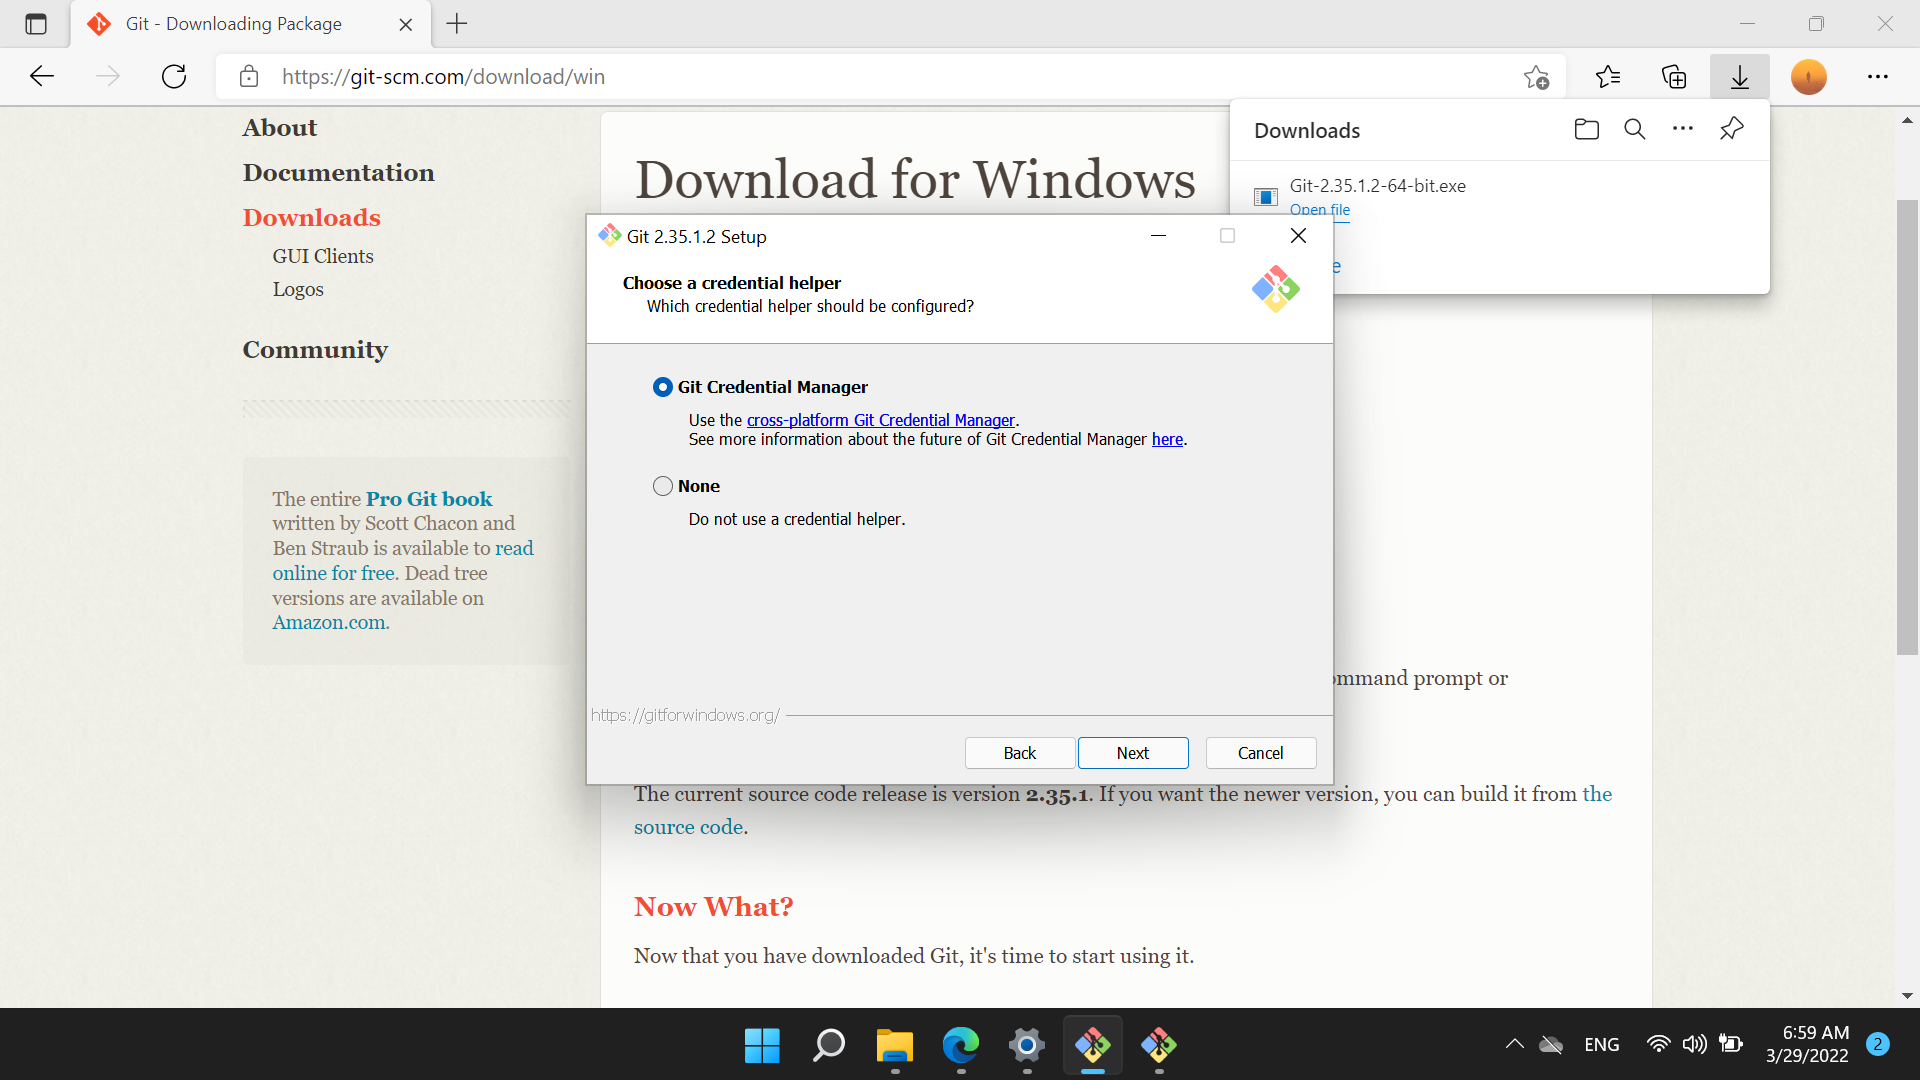 Git - Downloading Package
https://git-scm.com/download/win
About
Documentation
Downloads
GUI Clients
Logos
Community
The entire Pro Git book
written by Scott Chacon and
Ben Straub is available to read
online for free. Dead tree
versions are available on
Amazon.com.
Download for Windows
Downloads
Git-2.35.1.2-64-bit.exe
Open file
e
Git 2.35.1.2 Setup
Choose a credential helper
Which credential helper should be configured?
Git Credential Manager
Use the cross-platform Git Credential Manager.
See more information about the future of Git Credential Manager here.
None
Do not use a credential helper.
https://gitforwindows.org/
Back
Next
Cancel
mmand prompt or
The current source code release is version 2.35.1. If you want the newer version, you can build it from the
source code.
Now What?
Now that you have downloaded Git, it's time to start using it.
ENG
6:59 AM
3/29/2022
2